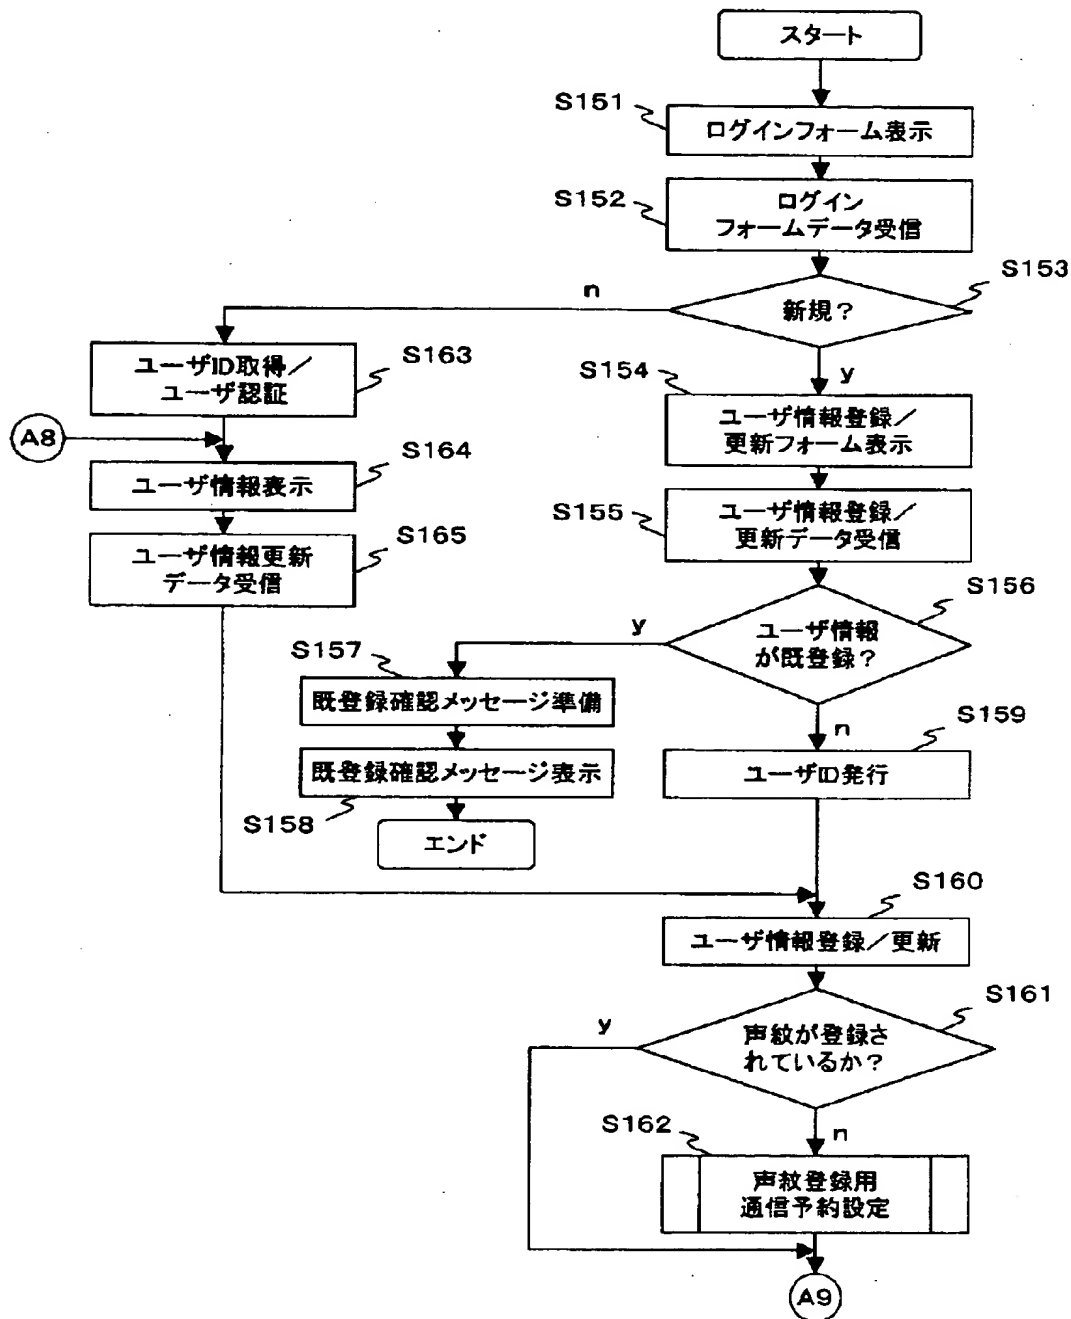 スタート
S151
ログインフォーム表示
S152
ログイン
フォームデータ受信
S153
新規？
n
y
S163
ユーザID取得／
ユーザ認証
A8
S164
ユーザ情報表示
S165
ユーザ情報更新
データ受信
S154
ユーザ情報登録／
更新フォーム表示
S155
ユーザ情報登録／
更新データ受信
S156
ユーザ情報
が既登録？
y
n
S157
既登録確認メッセージ準備
既登録確認メッセージ表示
S158
エンド
S159
ユーザID発行
S160
ユーザ情報登録／更新
S161
声紋が登録さ
れているか？
y
n
S162
声紋登録用
通信予約設定
A9